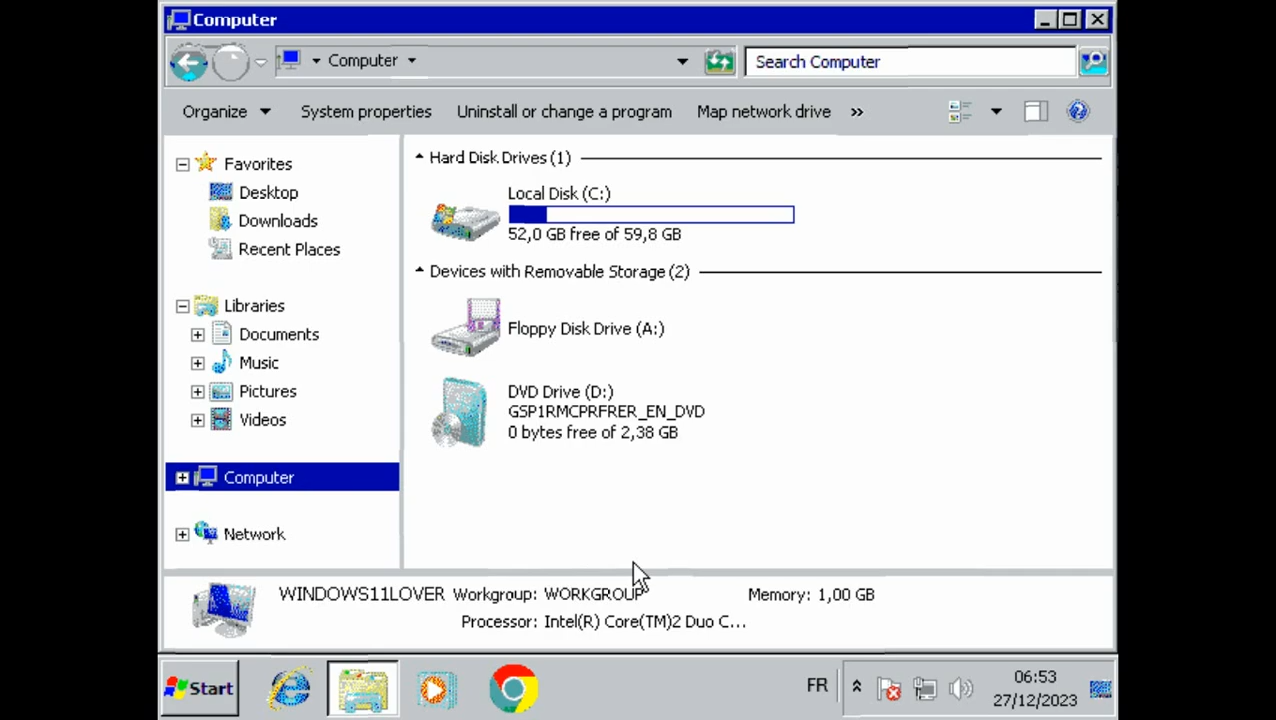 Computer
Computer
Search Computer
Organize
System properties
Uninstall or change a program
Map network drive
»
Favorites
Desktop
Downloads
Recent Places
Libraries
Documents
Music
Pictures
Videos
Computer
Network
Hard Disk Drives (1)
Local Disk (C:)
52,0 GB free of 59,8 GB
Devices with Removable Storage (2)
Floppy Disk Drive (A:)
DVD Drive (D:)
GSP1RMCPRFRER_EN_DVD
0 bytes free of 2,38 GB
WINDOWS11LOVER Workgroup: WORKGROUP Memory: 1,00 GB
Processor: Intel(R) Core(TM)2 Duo C...
Start
FR
06:53
27/12/2023